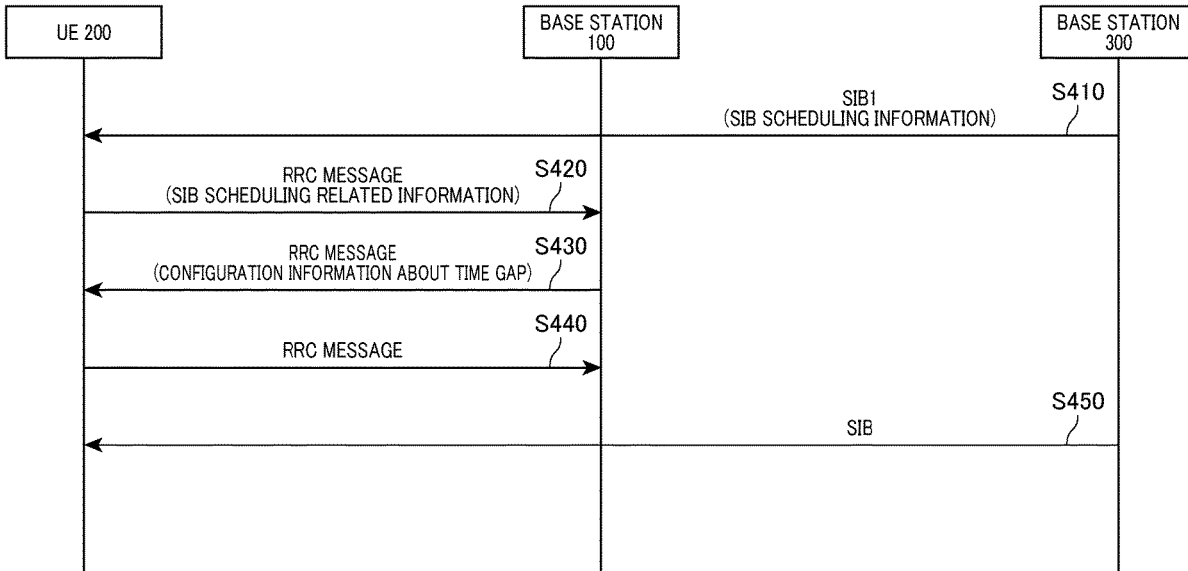 UE 200
BASE STATION
100
BASE STATION
300
S410
SIB1
(SIB SCHEDULING INFORMATION)
S420
RRC MESSAGE
(SIB SCHEDULING RELATED INFORMATION)
S430
RRC MESSAGE
(CONFIGURATION INFORMATION ABOUT TIME GAP)
S440
RRC MESSAGE
S450
SIB